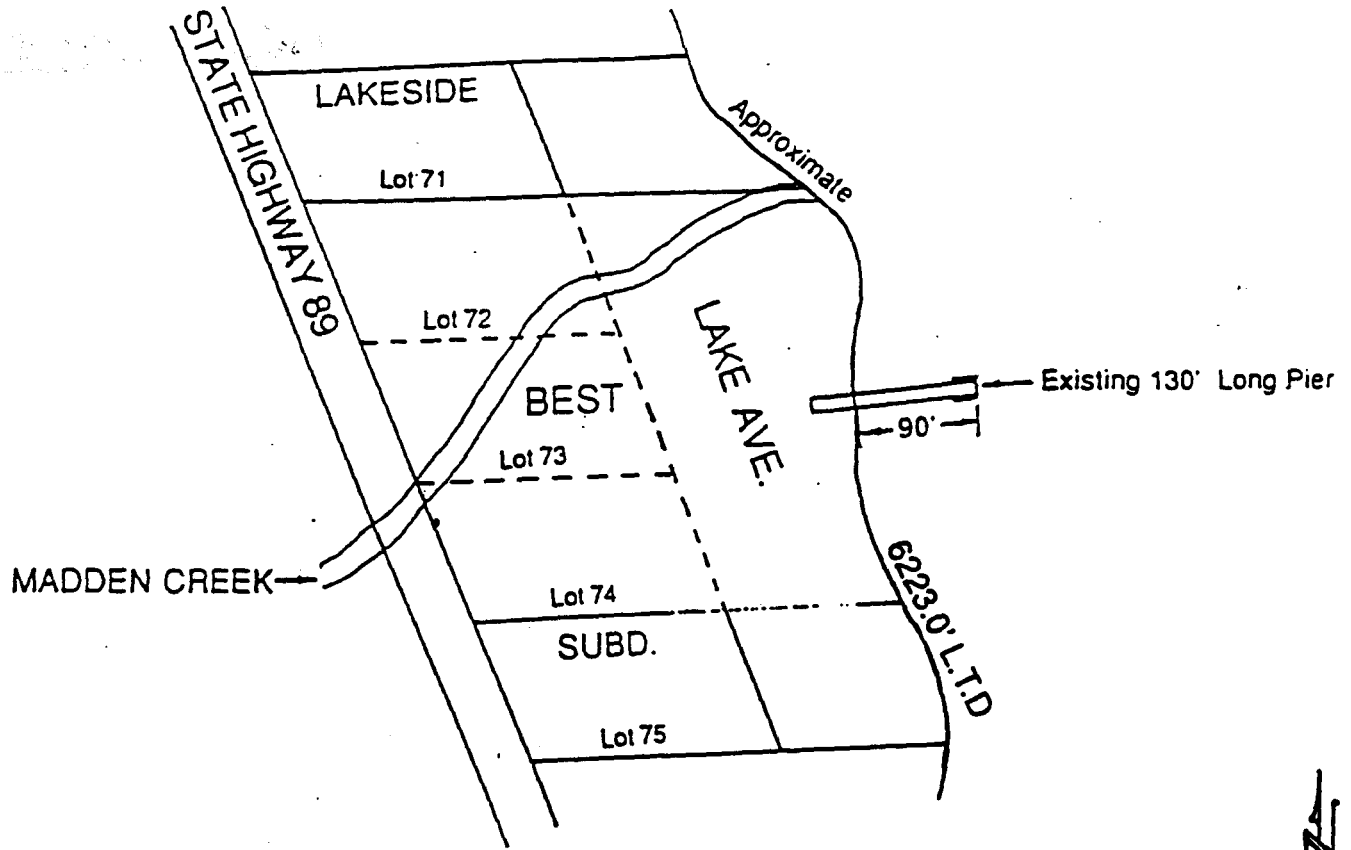 STATE HIGHWAY 89
LAKESIDE
Approximate
Lot 71
Lot 72
LAKE AVE.
BEST
Existing 130' Long Pier
90'
Lot 73
MADDEN CREEK
6223.0' L.T.D
Lot 74
SUBD.
Lot 75